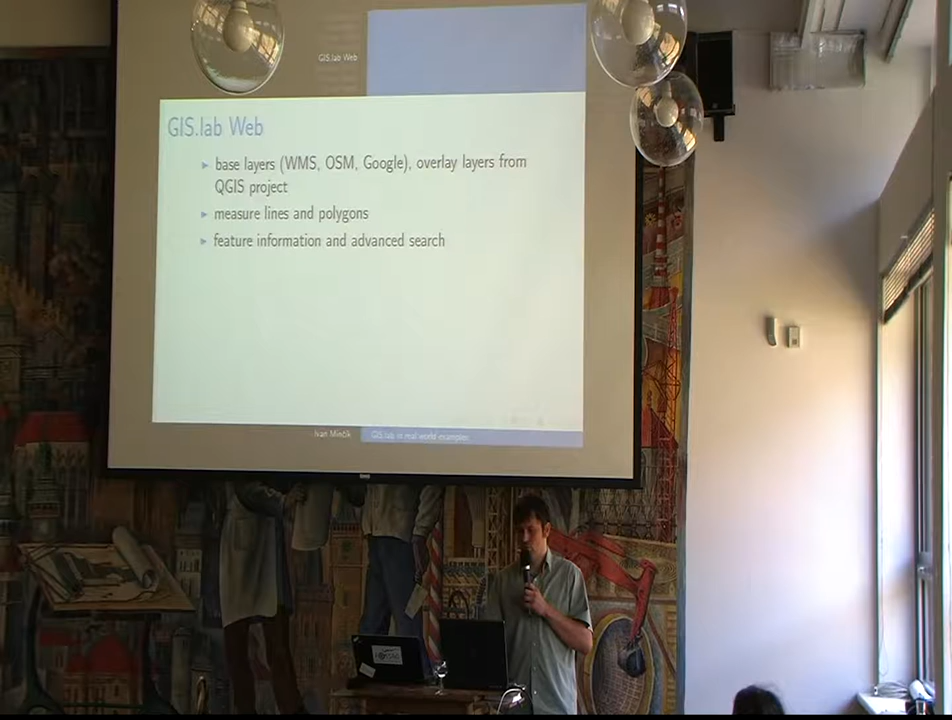 GIS.lab Web
GIS.lab Web
▸ base layers (WMS, OSM, Google), overlay layers from
QGIS project
▸ measure lines and polygons
▸ feature information and advanced search
Ivan Minčík
GIS.lab in real world examples